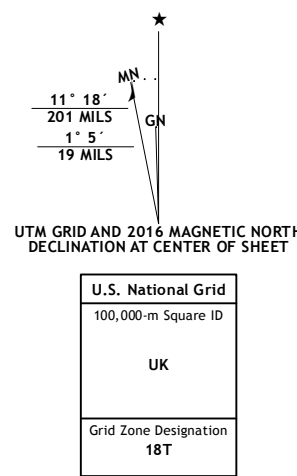 MN
11° 18´
201 MILS
GN
1° 5´
19 MILS
UTM GRID AND 2016 MAGNETIC NORTH
DECLINATION AT CENTER OF SHEET
U.S. National Grid
100,000-m Square ID
UK
Grid Zone Designation
18T